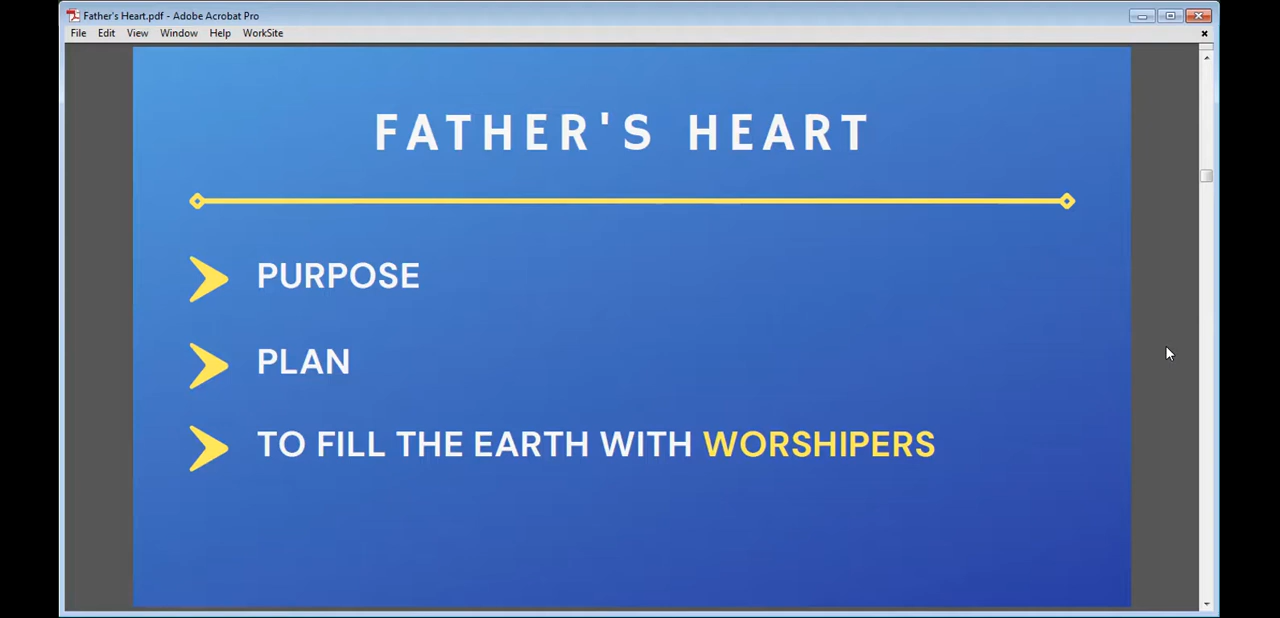 Father's Heart.pdf - Adobe Acrobat Pro
File Edit View Window Help WorkSite
FATHER'S HEART
PURPOSE
PLAN
TO FILL THE EARTH WITH WORSHIPERS